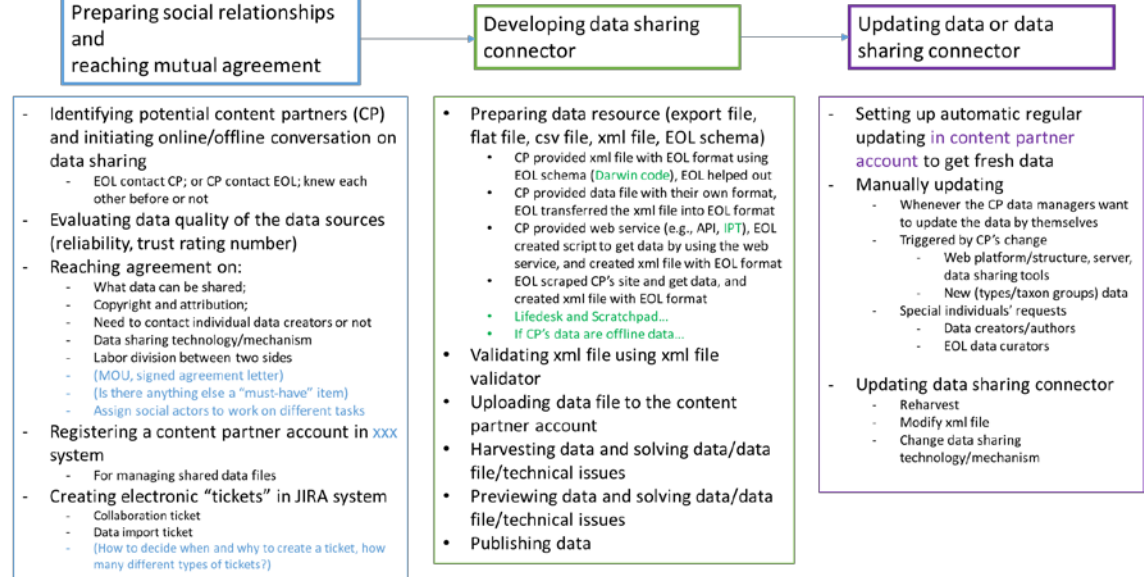 Preparing social relationships
and
reaching mutual agreement
Developing data sharing
connector
Updating data or data
sharing connector
- Identifying potential content partners (CP)
and initiating online/offline conversation on
data sharing
- EOL contact CP; or CP contact EOL; knew each
other before or not
- Evaluating data quality of the data sources
(reliability, trust rating number)
- Reaching agreement on:
- What data can be shared;
- Copyright and attribution;
- Need to contact individual data creators or not
- Data sharing technology/mechanism
- Labor division between two sides
- (MOU, signed agreement letter)
- (Is there anything else a “must-have” item)
- Assign social actors to work on different tasks
- Registering a content partner account in xxx
system
- For managing shared data files
- Creating electronic “tickets” in JIRA system
- Collaboration ticket
- Data import ticket
- (How to decide when and why to create a ticket, how
many different types of tickets?)
• Preparing data resource (export file,
flat file, csv file, xml file, EOL schema)
• CP provided xml file with EOL format using
EOL schema (Darwin code), EOL helped out
• CP provided data file with their own format,
EOL transferred the xml file into EOL format
• CP provided web service (e.g., API, IPT), EOL
created script to get data by using the web
service, and created xml file with EOL format
• EOL scraped CP’s site and get data, and
created xml file with EOL format
• Lifedesk and Scratchpad…
• If CP’s data are offline data…
• Validating xml file using xml file
validator
• Uploading data file to the content
partner account
• Harvesting data and solving data/data
file/technical issues
• Previewing data and solving data/data
file/technical issues
• Publishing data
- Setting up automatic regular
updating in content partner
account to get fresh data
- Manually updating
- Whenever the CP data managers want
to update the data by themselves
- Triggered by CP’s change
- Web platform/structure, server,
data sharing tools
- New (types/taxon groups) data
- Special individuals’ requests
- Data creators/authors
- EOL data curators
- Updating data sharing connector
- Reharvest
- Modify xml file
- Change data sharing
technology/mechanism